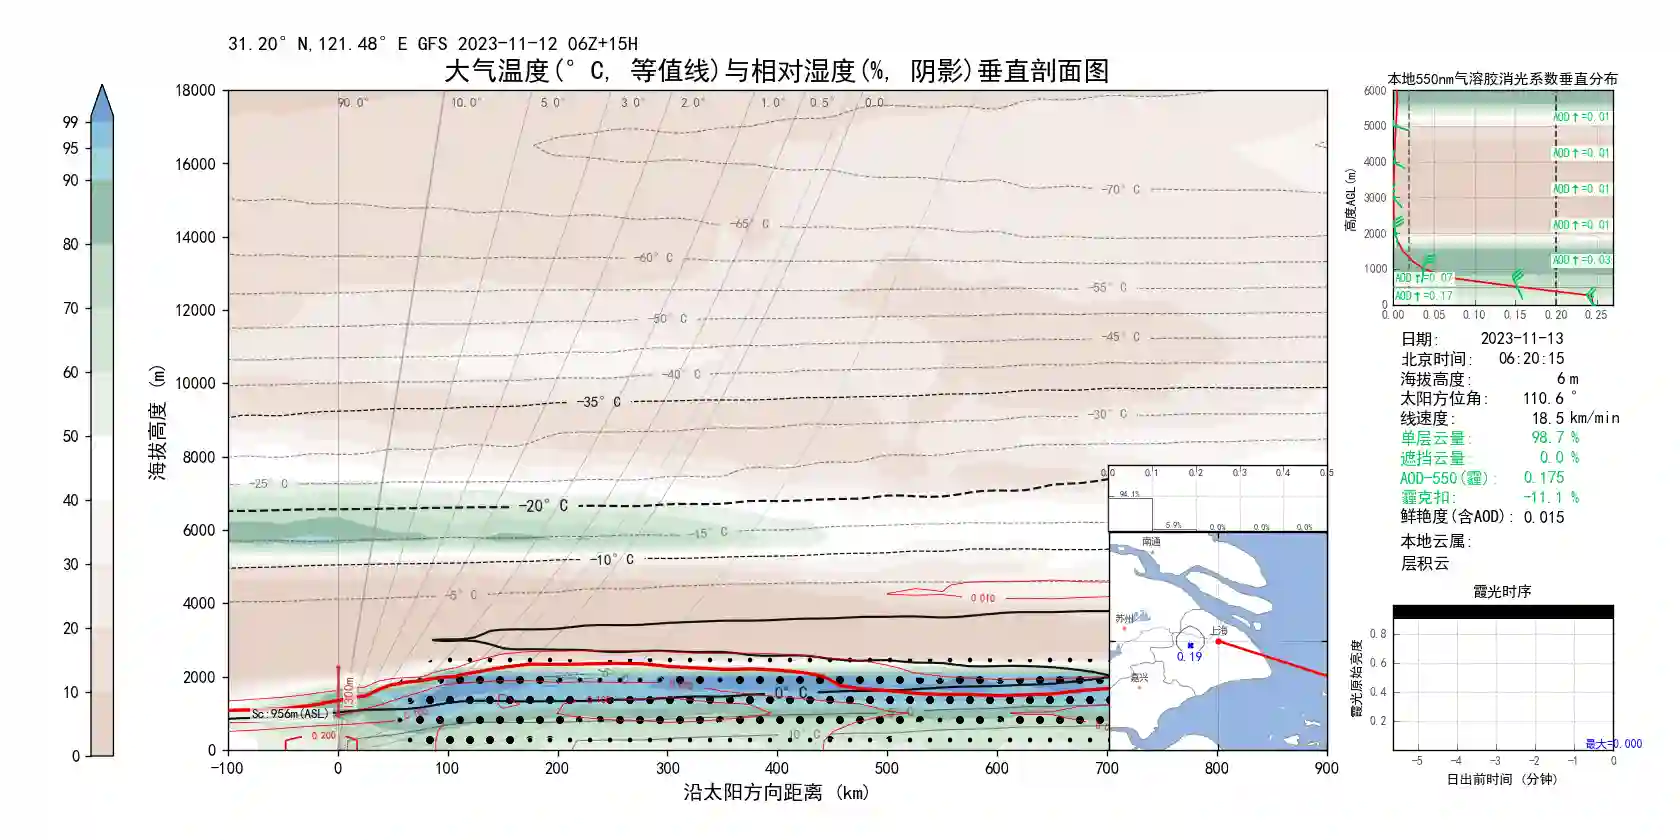 31.20° N,121.48° E GFS 2023-11-12 06Z+15H
大气温度(° C, 等值线)与相对湿度(%, 阴影)垂直剖面图
99
95
90
80
70
60
50
40
30
20
10
0
海拔高度 (m)
18000
16000
14000
12000
10000
8000
6000
4000
2000
0
90.0° 10.0° 5.0° 3.0° 2.0° 1.0° 0.5° 0.0
-70° C
-65° C
-60° C
-55° C
-50° C
-45° C
-40° C
-35° C
-30° C
-25° C
-20° C
-15° C
-10° C
-5° C
0° C
10° C
0.010
0.200
1300m
Sc:956m(ASL)
-100 0 100 200 300 400 500 600 700 800 900
沿太阳方向距离 (km)
0.0 0.1 0.2 0.3 0.4 0.5
94.1%
5.9% 0.0% 0.0% 0.0%
南通
苏州
上海
0.19
嘉兴
本地550nm气溶胶消光系数垂直分布
高度AGL(m)
6000
5000
4000
3000
2000
1000
0
AOD↑=0.01
AOD↑=0.01
AOD↑=0.01
AOD↑=0.01
AOD↑=0.03
AOD↑=0.07
AOD↑=0.17
0.00 0.05 0.10 0.15 0.20 0.25
日期: 2023-11-13
北京时间: 06:20:15
海拔高度: 6 m
太阳方位角: 110.6 °
线速度: 18.5 km/min
单层云量: 98.7 %
遮挡云量: 0.0 %
AOD-550(霾): 0.175
霾克扣: -11.1 %
鲜艳度(含AOD): 0.015
本地云属:
层积云
霞光时序
霞光原始亮度
0.8
0.6
0.4
0.2
最大=0.000
-5 -4 -3 -2 -1 0
日出前时间 (分钟)